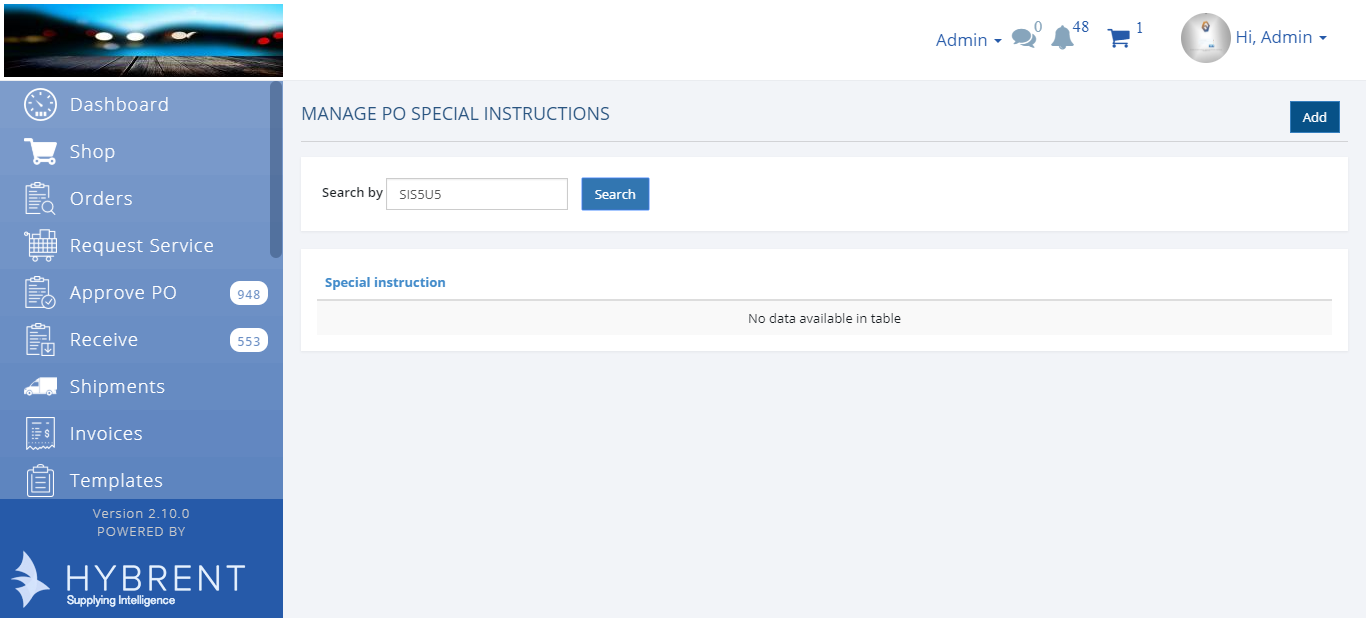 Admin 0 48 1 Hi, Admin
Dashboard
Shop
Orders
Request Service
Approve PO 948
Receive 553
Shipments
Invoices
Templates
Version 2.10.0
POWERED BY
HYBRENT
Supplying Intelligence
MANAGE PO SPECIAL INSTRUCTIONS
Add
Search by SIS5U5 Search
Special instruction
No data available in table